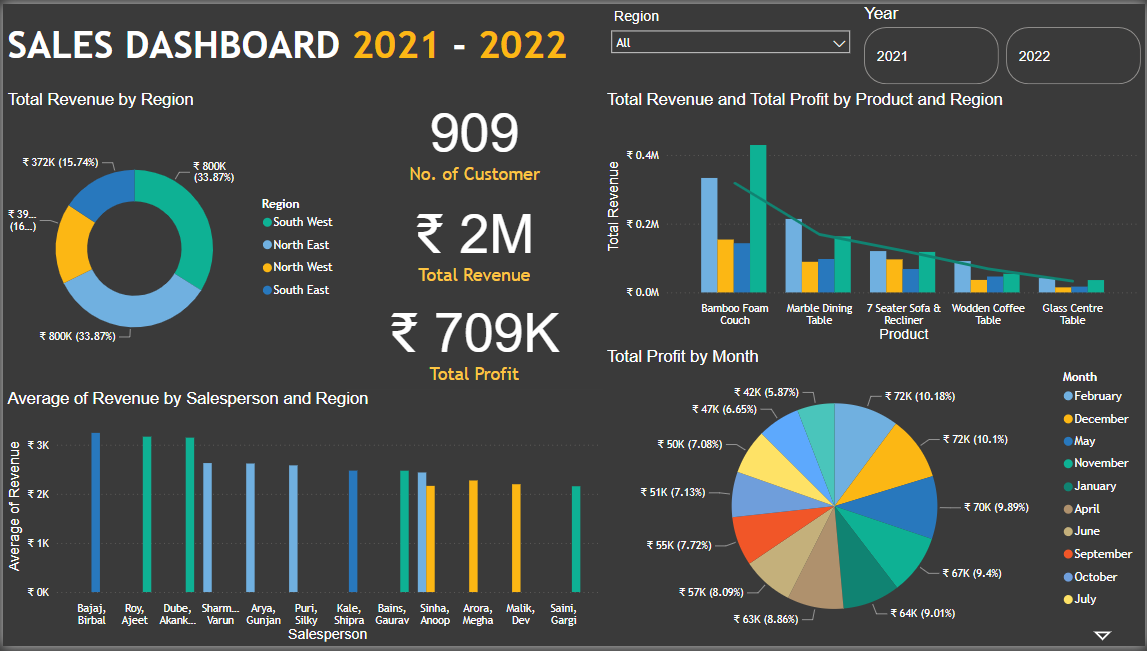 SALES DASHBOARD 2021 - 2022
Region
All
Year
2021
2022
Total Revenue by Region
₹ 372K (15.74%)
₹ 800K
(33.87%)
₹ 39...
(16...)
₹ 800K (33.87%)
Region
South West
North East
North West
South East
909
No. of Customer
₹ 2M
Total Revenue
₹ 709K
Total Profit
Total Revenue and Total Profit by Product and Region
Total Revenue
₹ 0.4M
₹ 0.2M
₹ 0.0M
Bamboo Foam
Couch
Marble Dining
Table
7 Seater Sofa &
Recliner
Wodden Coffee
Table
Glass Centre
Table
Product
Average of Revenue by Salesperson and Region
Average of Revenue
₹ 3K
₹ 2K
₹ 1K
₹ 0K
Bajaj,
Birbal
Roy,
Ajeet
Dube,
Akank...
Sharm...
Varun
Arya,
Gunjan
Puri,
Silky
Kale,
Shipra
Bains,
Gaurav
Sinha,
Anoop
Arora,
Megha
Malik,
Dev
Saini,
Gargi
Salesperson
Total Profit by Month
₹ 42K (5.87%)
₹ 47K (6.65%)
₹ 50K (7.08%)
₹ 51K (7.13%)
₹ 55K (7.72%)
₹ 57K (8.09%)
₹ 63K (8.86%)
₹ 72K (10.18%)
₹ 72K (10.1%)
₹ 70K (9.89%)
₹ 67K (9.4%)
₹ 64K (9.01%)
Month
February
December
May
November
January
April
June
September
October
July